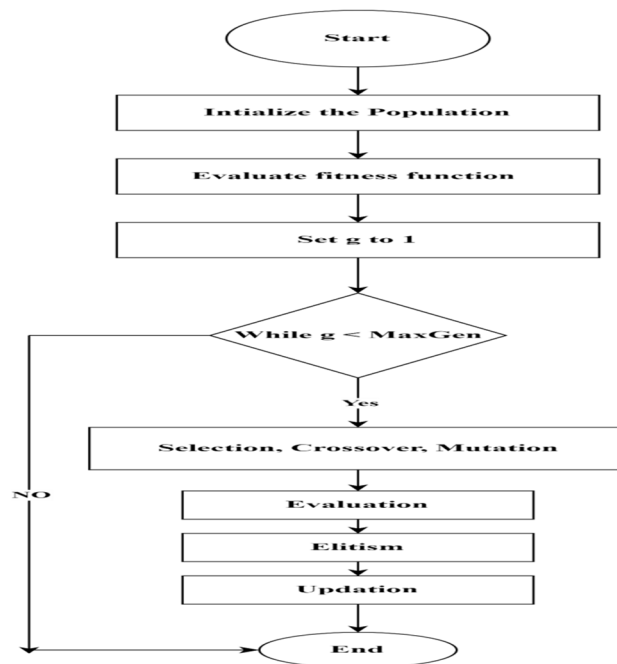 Start
Intialize the Population
Evaluate fitness function
Set g to 1
While g < MaxGen
Yes
Selection, Crossover, Mutation
NO
Evaluation
Elitism
Updation
End